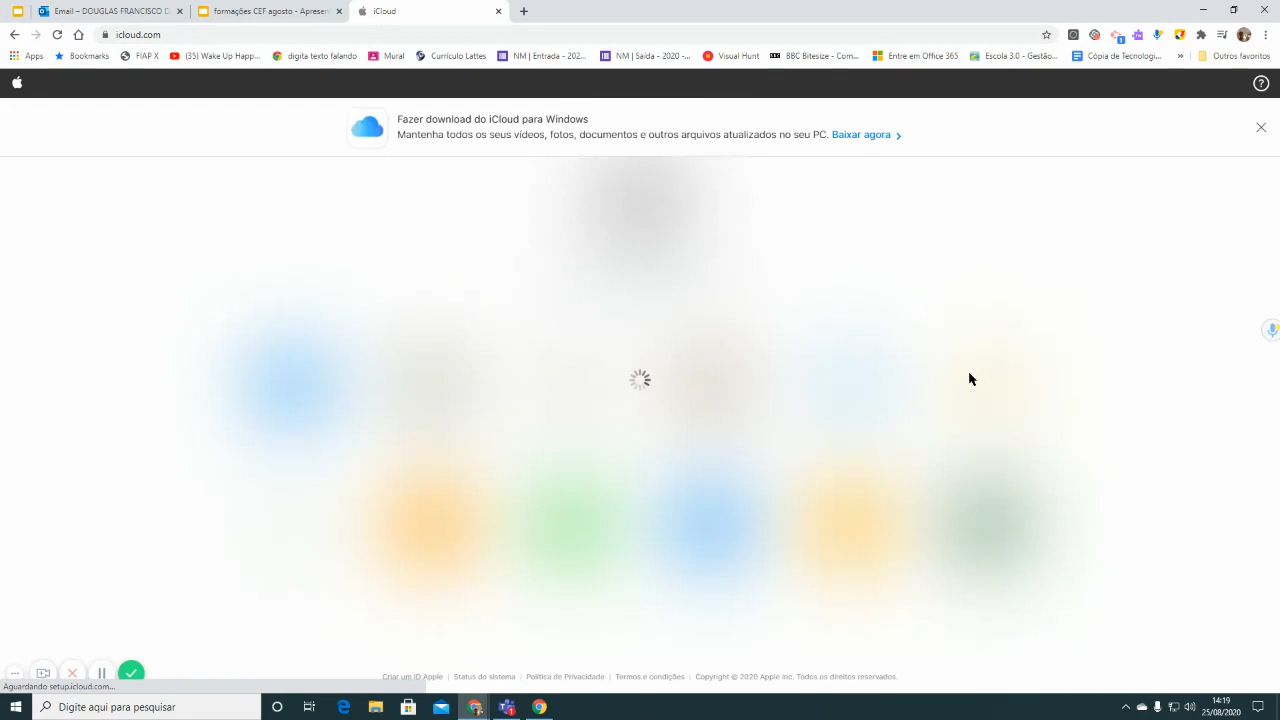 Email – DOUGLAS FRANCISCO D
formações CEF agosto - Apresen
iCloud
icloud.com
Apps
Bookmarks
FIAP X
(35) Wake Up Happ...
digita texto falando
Mural
Currículo Lattes
NM | Entrada - 202...
NM | Saída - 2020 -...
Visual Hunt
BBC Bitesize - Com...
Entre em Office 365
Escola 3.0 - Gestão...
Cópia de Tecnologi...
»
Outros favoritos
Fazer download do iCloud para Windows
Mantenha todos os seus vídeos, fotos, documentos e outros arquivos atualizados no seu PC. Baixar agora
Criar um ID Apple | Status do sistema | Política de Privacidade | Termos e condições | Copyright © 2020 Apple Inc. Todos os direitos reservados.
Aguardando setup.icloud.com...
Digite aqui para pesquisar
14:19
25/08/2020